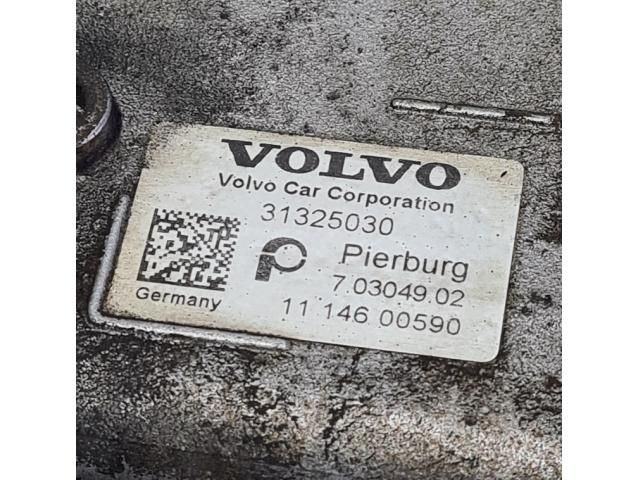 VOLVO
Volvo Car Corporation
31325030
Pierburg
7.03049.02
Germany
11 146 00590